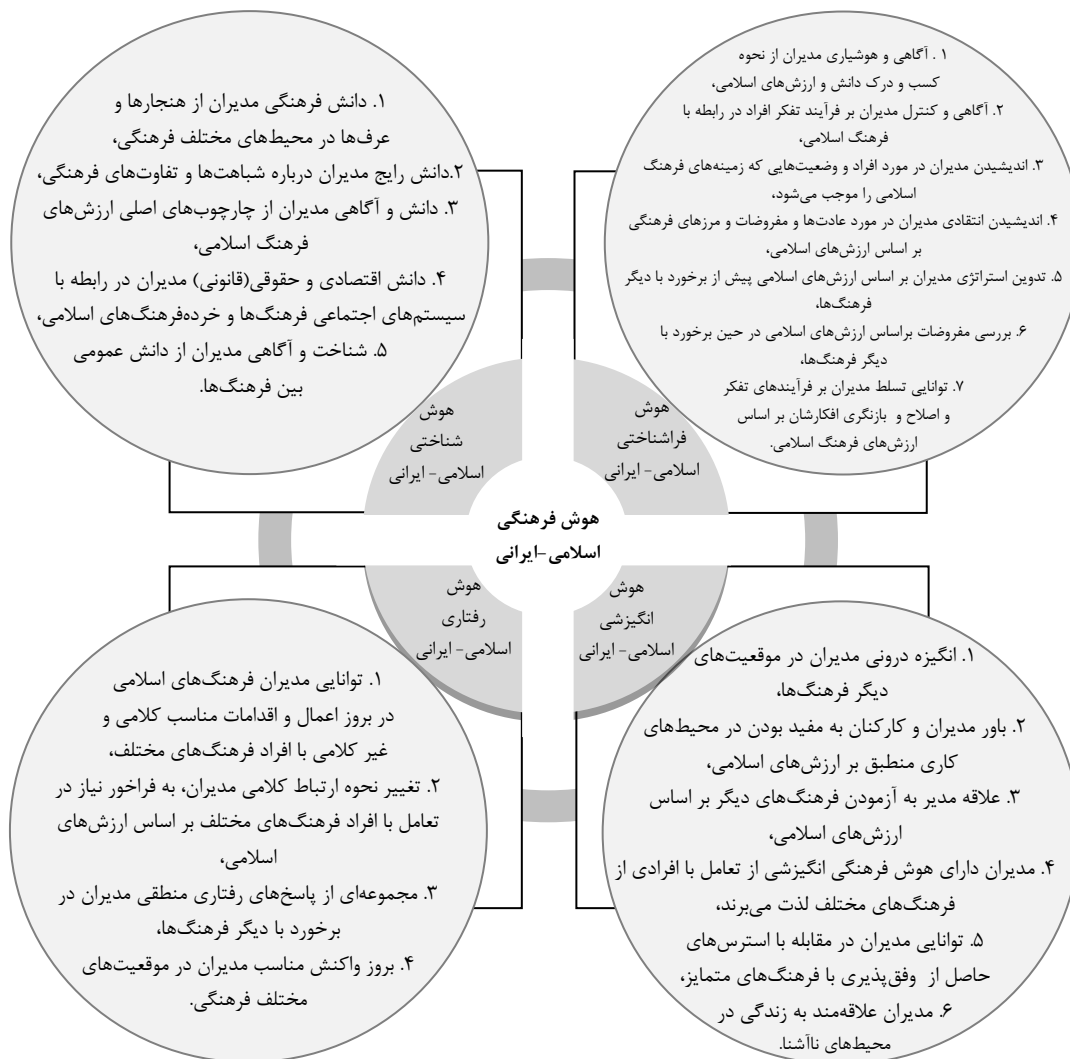 ۱. آگاهی و هوشیاری مدیران از نحوه
کسب و درک دانش و ارزش‌های اسلامی،
۲. آگاهی و کنترل مدیران بر فرآیند تفکر افراد در رابطه با
فرهنگ اسلامی،
۳. اندیشیدن مدیران در مورد افراد و وضعیت‌هایی که زمینه‌های فرهنگ
اسلامی را موجب می‌شود،
۴. اندیشیدن انتقادی مدیران در مورد عادت‌ها و مفروضات و مرزهای فرهنگی
بر اساس ارزش‌های اسلامی،
۵. تدوین استراتژی مدیران بر اساس ارزش‌های اسلامی پیش از برخورد با دیگر
فرهنگ‌ها،
۶. بررسی مفروضات براساس ارزش‌های اسلامی در حین برخورد با
دیگر فرهنگ‌ها،
۷. توانایی تسلط مدیران بر فرآیندهای تفکر
و اصلاح و بازنگری افکارشان بر اساس
ارزش‌های فرهنگ اسلامی.
۱. دانش فرهنگی مدیران از هنجارها و
عرف‌ها در محیط‌های مختلف فرهنگی،
۲.دانش رایج مدیران درباره شباهت‌ها و تفاوت‌های فرهنگی،
۳. دانش و آگاهی مدیران از چارچوب‌های اصلی ارزش‌های
فرهنگ اسلامی،
۴. دانش اقتصادی و حقوقی(قانونی) مدیران در رابطه با
سیستم‌های اجتماعی فرهنگ‌ها و خرده‌فرهنگ‌های اسلامی،
۵. شناخت و آگاهی مدیران از دانش عمومی
بین فرهنگ‌ها.
هوش
فراشناختی
اسلامی- ایرانی
هوش
شناختی
اسلامی- ایرانی
هوش فرهنگی
اسلامی-ایرانی
هوش
انگیزشی
اسلامی- ایرانی
هوش
رفتاری
اسلامی- ایرانی
۱. انگیزه درونی مدیران در موقعیت‌های
دیگر فرهنگ‌ها،
۲. باور مدیران و کارکنان به مفید بودن در محیط‌های
کاری منطبق بر ارزش‌های اسلامی،
۳. علاقه مدیر به آزمودن فرهنگ‌های دیگر بر اساس
ارزش‌های اسلامی،
۴. مدیران دارای هوش فرهنگی انگیزشی از تعامل با افرادی از
فرهنگ‌های مختلف لذت می‌برند،
۵. توانایی مدیران در مقابله با استرس‌های
حاصل از وفق‌پذیری با فرهنگ‌های متمایز،
۶. مدیران علاقه‌مند به زندگی در
محیط‌های ناآشنا.
۱. توانایی مدیران فرهنگ‌های اسلامی
در بروز اعمال و اقدامات مناسب کلامی و
غیر کلامی با افراد فرهنگ‌های مختلف،
۲. تغییر نحوه ارتباط کلامی مدیران، به فراخور نیاز در
تعامل با افراد فرهنگ‌های مختلف بر اساس ارزش‌های
اسلامی،
۳. مجموعه‌ای از پاسخ‌های رفتاری منطقی مدیران در
برخورد با دیگر فرهنگ‌ها،
۴. بروز واکنش مناسب مدیران در موقعیت‌های
مختلف فرهنگی.